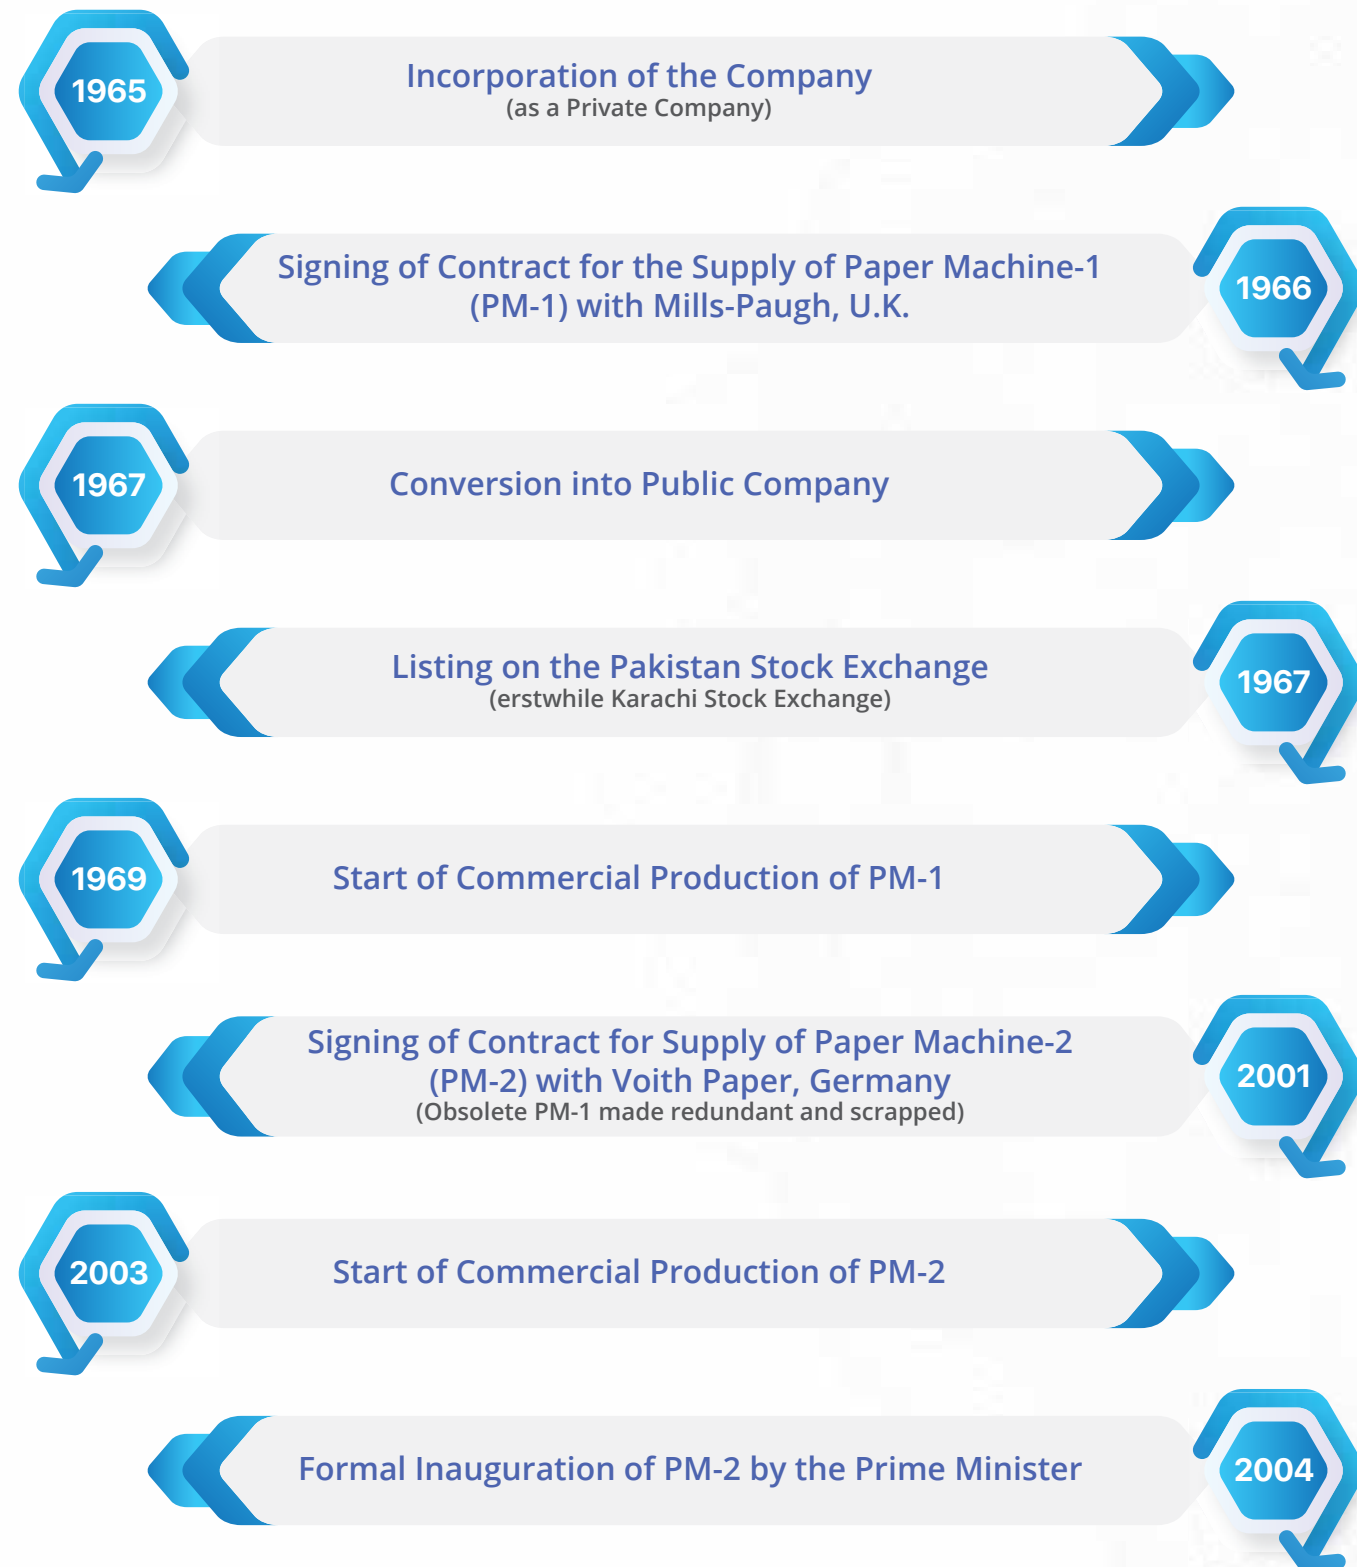 1965
Incorporation of the Company
(as a Private Company)
Signing of Contract for the Supply of Paper Machine-1
(PM-1) with Mills-Paugh, U.K.
1966
1967
Conversion into Public Company
Listing on the Pakistan Stock Exchange
(erstwhile Karachi Stock Exchange)
1967
1969
Start of Commercial Production of PM-1
Signing of Contract for Supply of Paper Machine-2
(PM-2) with Voith Paper, Germany
(Obsolete PM-1 made redundant and scrapped)
2001
2003
Start of Commercial Production of PM-2
Formal Inauguration of PM-2 by the Prime Minister
2004